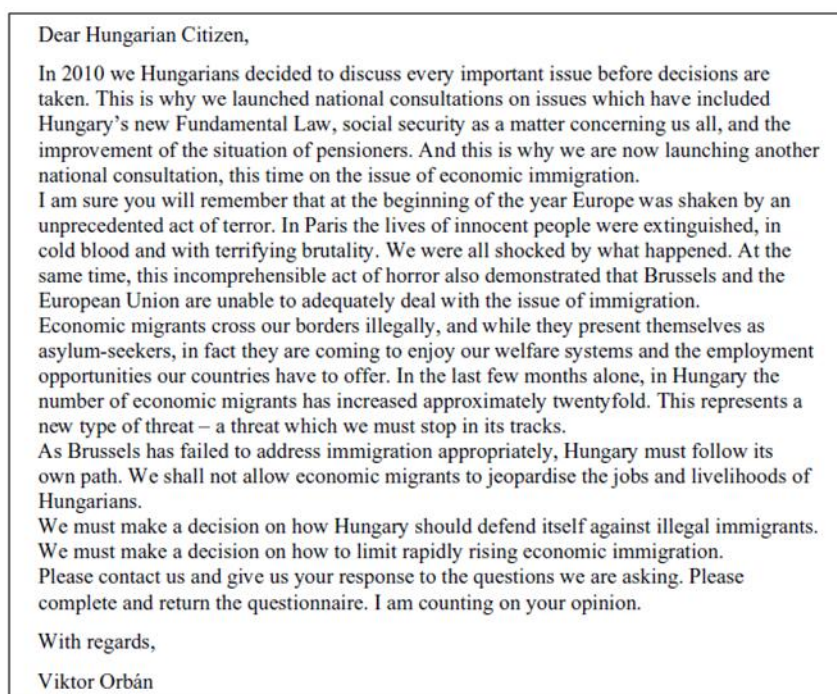 Dear Hungarian Citizen,
In 2010 we Hungarians decided to discuss every important issue before decisions are
taken. This is why we launched national consultations on issues which have included
Hungary's new Fundamental Law, social security as a matter concerning us all, and the
improvement of the situation of pensioners. And this is why we are now launching another
national consultation, this time on the issue of economic immigration.
I am sure you will remember that at the beginning of the year Europe was shaken by an
unprecedented act of terror. In Paris the lives of innocent people were extinguished, in
cold blood and with terrifying brutality. We were all shocked by what happened. At the
same time, this incomprehensible act of horror also demonstrated that Brussels and the
European Union are unable to adequately deal with the issue of immigration.
Economic migrants cross our borders illegally, and while they present themselves as
asylum-seekers, in fact they are coming to enjoy our welfare systems and the employment
opportunities our countries have to offer. In the last few months alone, in Hungary the
number of economic migrants has increased approximately twentyfold. This represents a
new type of threat – a threat which we must stop in its tracks.
As Brussels has failed to address immigration appropriately, Hungary must follow its
own path. We shall not allow economic migrants to jeopardise the jobs and livelihoods of
Hungarians.
We must make a decision on how Hungary should defend itself against illegal immigrants.
We must make a decision on how to limit rapidly rising economic immigration.
Please contact us and give us your response to the questions we are asking. Please
complete and return the questionnaire. I am counting on your opinion.
With regards,
Viktor Orbán